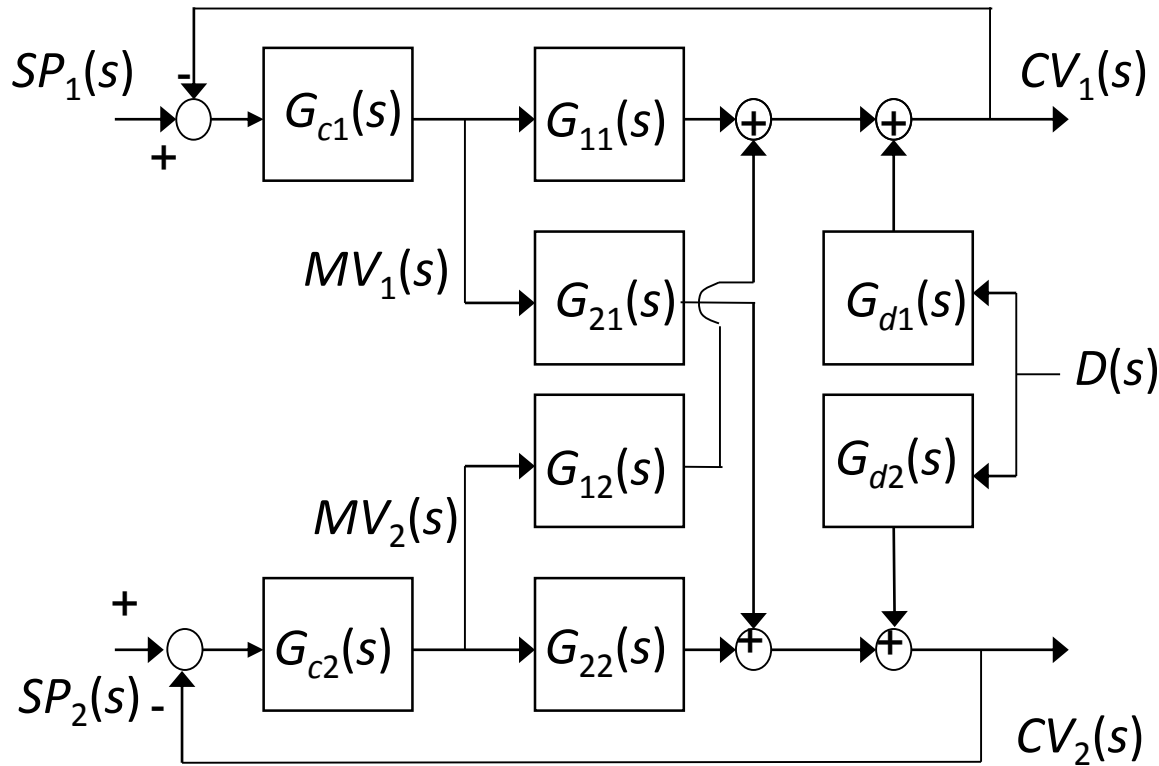 -
SP1(s)
+
Gc1(s)
G11(s)
+
+
CV1(s)
MV1(s)
G21(s)
Gd1(s)
D(s)
G12(s)
Gd2(s)
MV2(s)
+
Gc2(s)
G22(s)
+
+
SP2(s)
-
CV2(s)